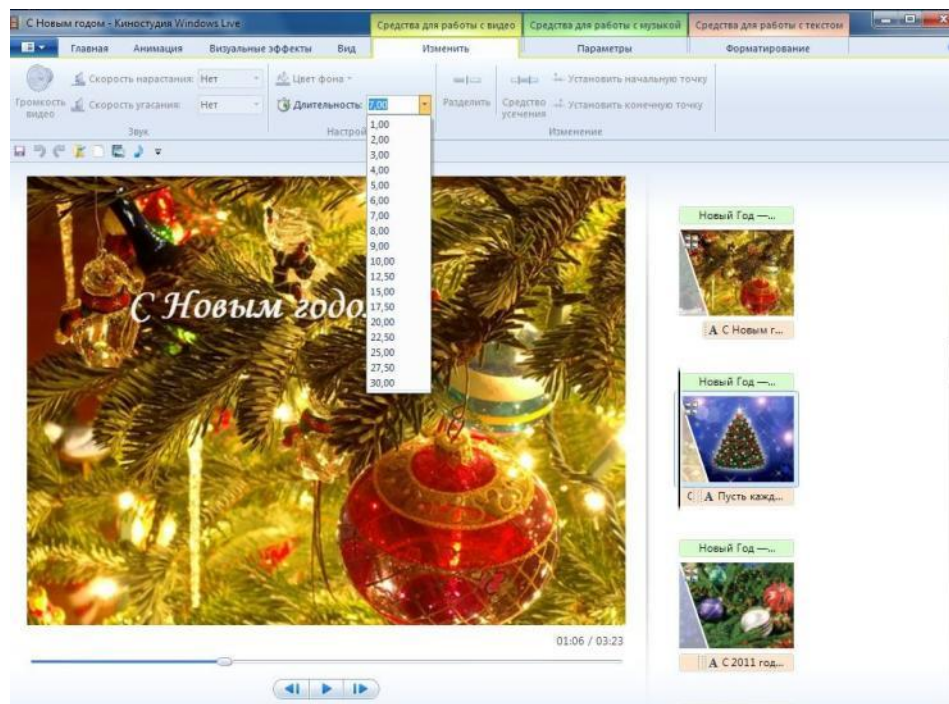 С Новым годом - Киностудия Windows Live
Средства для работы с видео
Средства для работы с музыкой
Средства для работы с текстом
Главная
Анимация
Визуальные эффекты
Вид
Изменить
Параметры
Форматирование
Громкость видео
Скорость нарастания: Нет
Скорость угасания: Нет
Звук
Цвет фона
Длительность: 7,00
Настрой
Разделить
Средство усечения
Установить начальную точку
Установить конечную точку
Изменение
1,00
2,00
3,00
4,00
5,00
6,00
7,00
8,00
9,00
10,00
12,50
15,00
17,50
20,00
22,50
25,00
27,50
30,00
С Новым годом
01:06 / 03:23
Новый Год —...
А С Новым г...
Новый Год —...
С А Пусть кажд...
Новый Год —...
А С 2011 год...